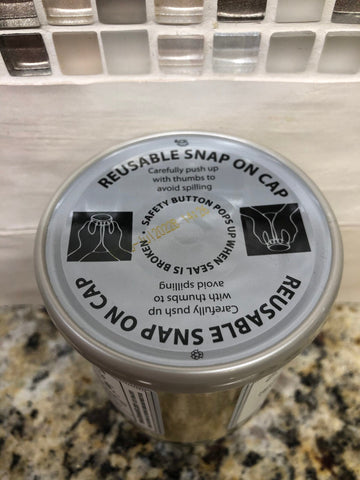 REUSABLE SNAP ON CAP
Carefully push up
with thumbs to
avoid spilling
SAFETY BUTTON POPS UP WHEN SEAL IS BROKEN
REUSABLE SNAP ON CAP
Carefully push up
with thumbs to
avoid spilling